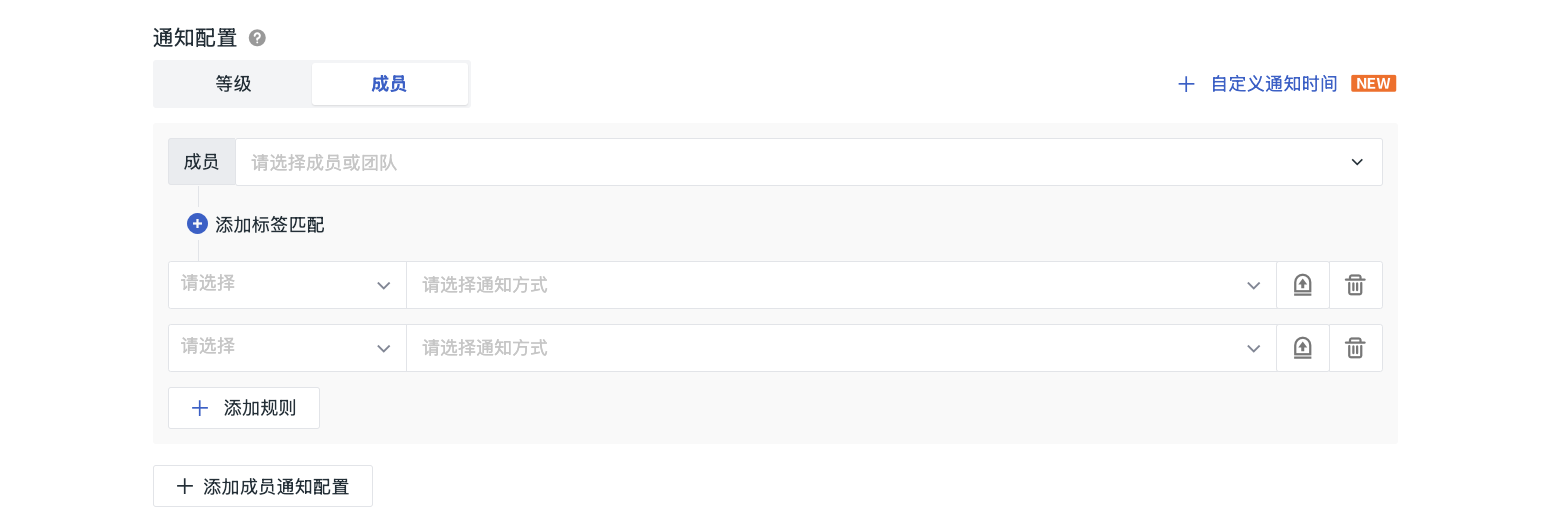 通知配置
等级 成员 自定义通知时间 NEW
成员 请选择成员或团队
添加标签匹配
请选择 请选择通知方式
请选择 请选择通知方式
添加规则
添加成员通知配置